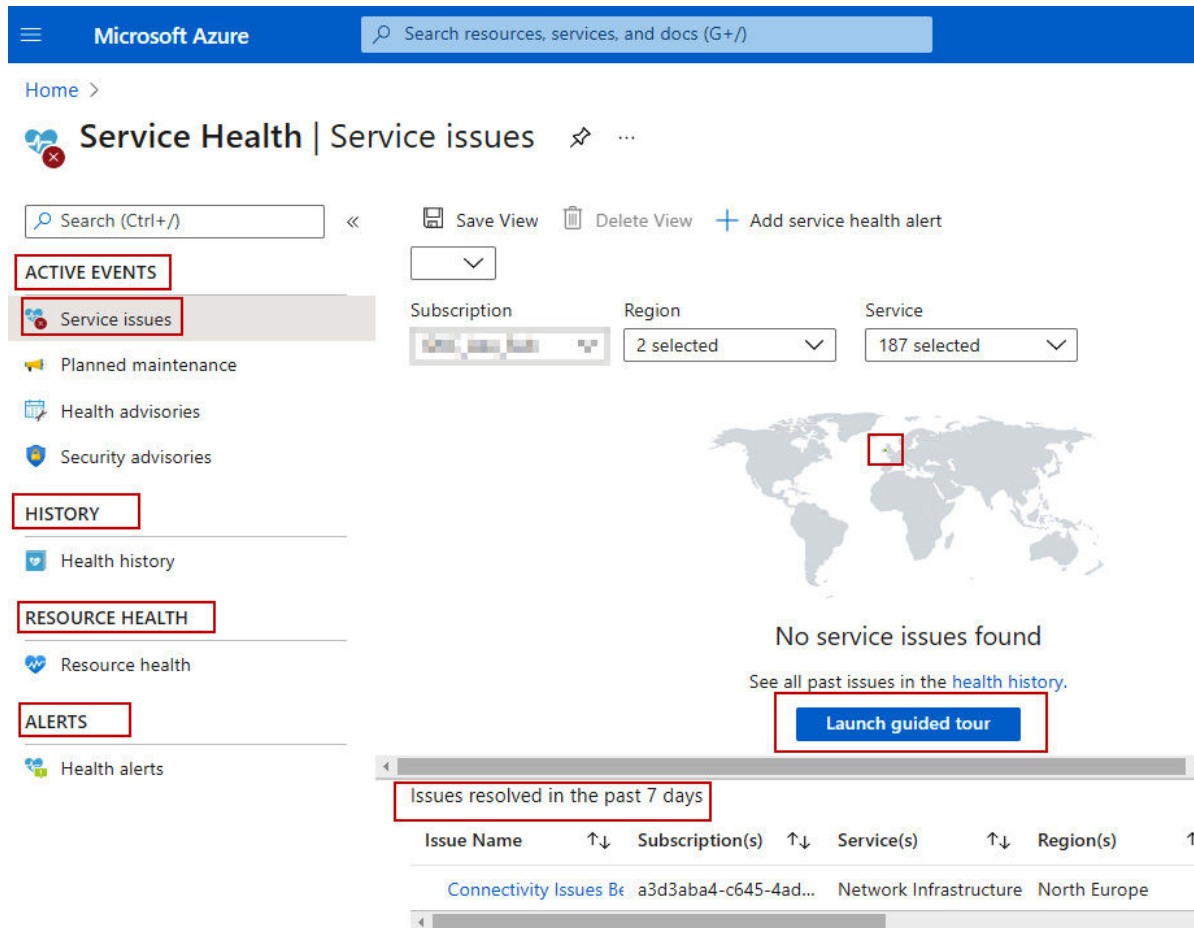 Microsoft Azure
Search resources, services, and docs (G+/)
Home >
Service Health | Service issues ...
Search (Ctrl+/) «
Save View Delete View + Add service health alert
ACTIVE EVENTS
Service issues
Planned maintenance
Health advisories
Security advisories
HISTORY
Health history
RESOURCE HEALTH
Resource health
ALERTS
Health alerts
Subscription Region Service
2 selected 187 selected
No service issues found
See all past issues in the health history.
Launch guided tour
Issues resolved in the past 7 days
Issue Name ↑↓ Subscription(s) ↑↓ Service(s) ↑↓ Region(s)
Connectivity Issues Be a3d3aba4-c645-4ad... Network Infrastructure North Europe